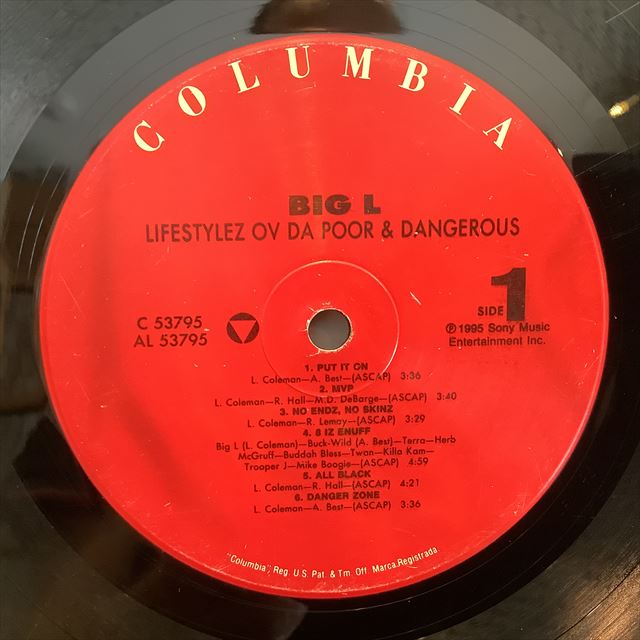 COLUMBIA
BIG L
LIFESTYLEZ OV DA POOR & DANGEROUS
C 53795
AL 53795
SIDE 1
℗1995 Sony Music
Entertainment Inc.
1. PUT IT ON
L. Coleman—A. Best—(ASCAP) 3:36
2. MVP
L. Coleman—R. Hall—M.D. DeBarge—(ASCAP) 3:40
3. NO ENDZ, NO SKINZ
L. Coleman—R. Lemay—(ASCAP) 3:29
4. 8 IZ ENUFF
Big L (L. Coleman)—Buck-Wild (A. Best)—Terra—Herb
McGruff—Buddah Bless—Twan—Killa Kam—
Trooper J—Mike Boogie—(ASCAP) 4:59
5. ALL BLACK
L. Coleman—R. Hall—(ASCAP) 4:21
6. DANGER ZONE
L. Coleman—A. Best—(ASCAP) 3:36
"Columbia", Reg. U.S. Pat. & Tm. Off. Marca Registrada